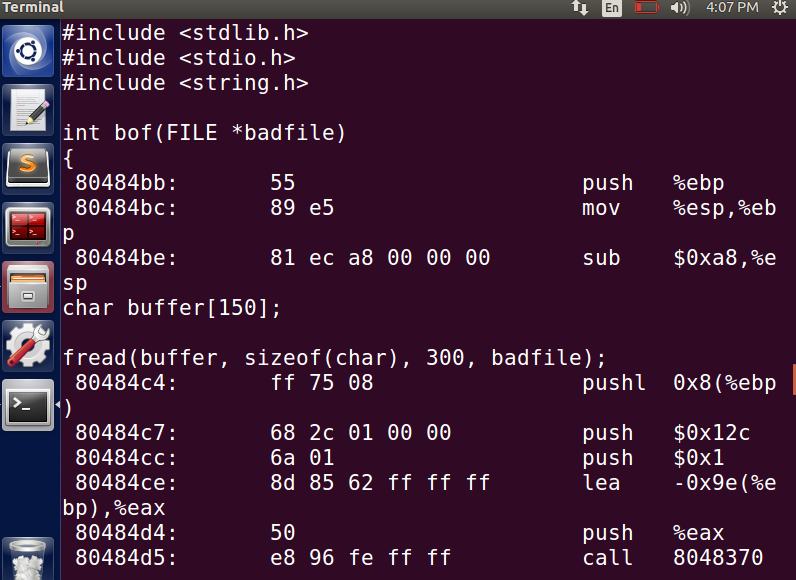 Terminal
En
4:07 PM
#include <stdlib.h>
#include <stdio.h>
#include <string.h>
int bof(FILE *badfile)
{
80484bb: 55 push %ebp
80484bc: 89 e5 mov %esp,%eb
p
80484be: 81 ec a8 00 00 00 sub $0xa8,%e
sp
char buffer[150];
fread(buffer, sizeof(char), 300, badfile);
80484c4: ff 75 08 pushl 0x8(%ebp
)
80484c7: 68 2c 01 00 00 push $0x12c
80484cc: 6a 01 push $0x1
80484ce: 8d 85 62 ff ff ff lea -0x9e(%e
bp),%eax
80484d4: 50 push %eax
80484d5: e8 96 fe ff ff call 8048370